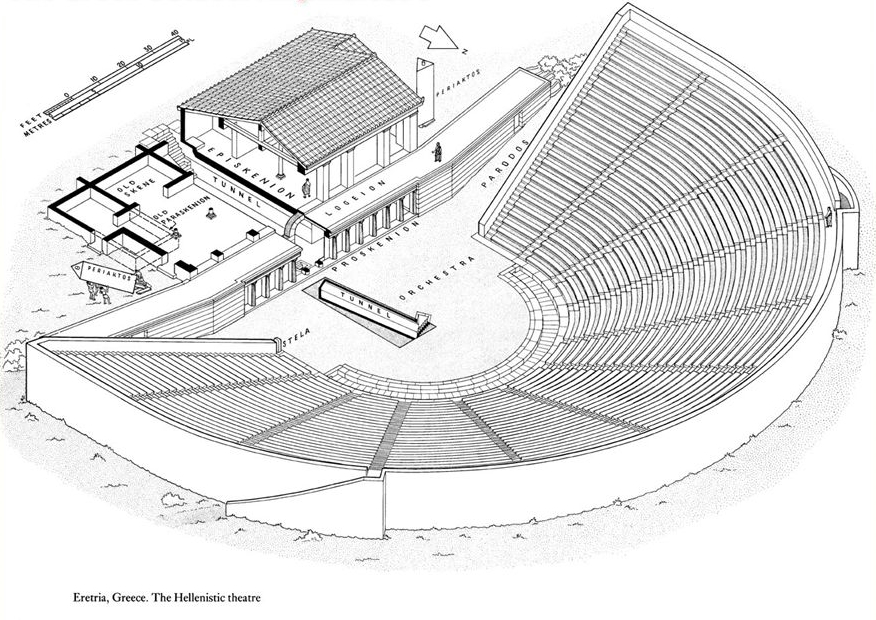 0 10 20 30 40
FEET
METRES
N
PERIAKTOS
EPISKENION
TUNNEL
LOGEION
PARODOS
OLD
SKENE
OLD
PARASKENION
PROSKENION
PERIAKTOS
ORCHESTRA
TUNNEL
STELA
Eretria, Greece. The Hellenistic theatre